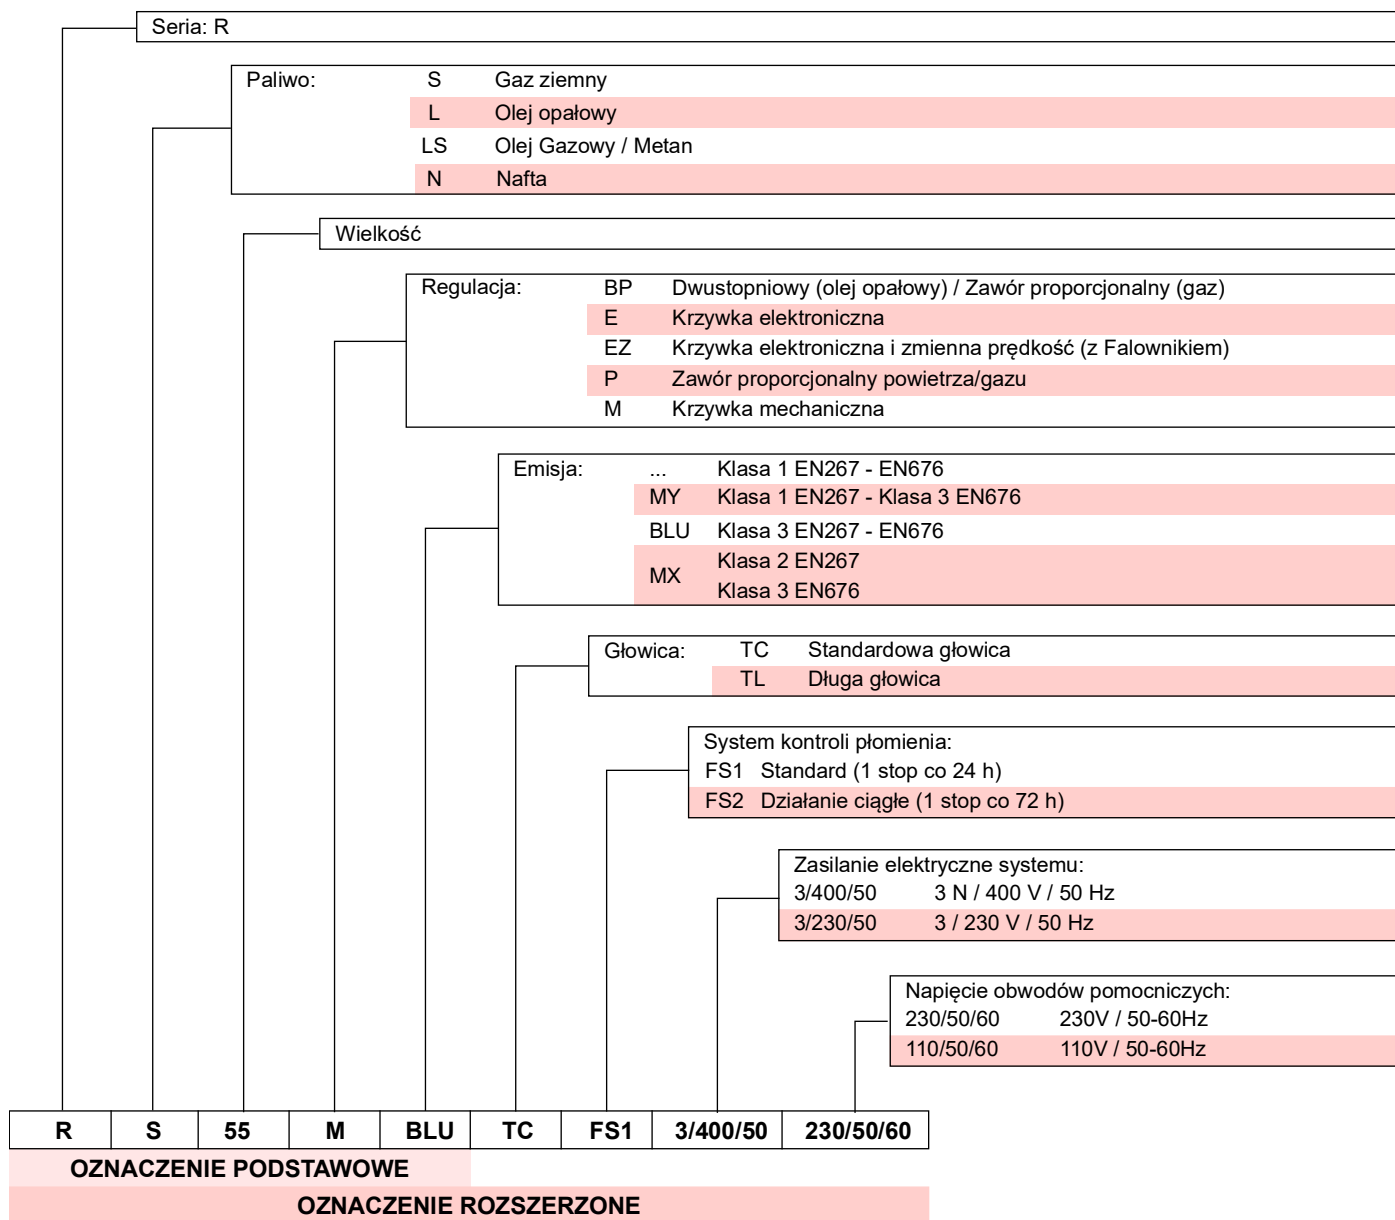 Seria: R
Paliwo: S Gaz ziemny
L Olej opałowy
LS Olej Gazowy / Metan
N Nafta
Wielkość
Regulacja: BP Dwustopniowy (olej opałowy) / Zawór proporcjonalny (gaz)
E Krzywka elektroniczna
EZ Krzywka elektroniczna i zmienna prędkość (z Falownikiem)
P Zawór proporcjonalny powietrza/gazu
M Krzywka mechaniczna
Emisja: ... Klasa 1 EN267 - EN676
MY Klasa 1 EN267 - Klasa 3 EN676
BLU Klasa 3 EN267 - EN676
MX Klasa 2 EN267
Klasa 3 EN676
Głowica: TC Standardowa głowica
TL Długa głowica
System kontroli płomienia:
FS1 Standard (1 stop co 24 h)
FS2 Działanie ciągłe (1 stop co 72 h)
Zasilanie elektryczne systemu:
3/400/50 3 N / 400 V / 50 Hz
3/230/50 3 / 230 V / 50 Hz
Napięcie obwodów pomocniczych:
230/50/60 230V / 50-60Hz
110/50/60 110V / 50-60Hz
R S 55 M BLU TC FS1 3/400/50 230/50/60
OZNACZENIE PODSTAWOWE
OZNACZENIE ROZSZERZONE